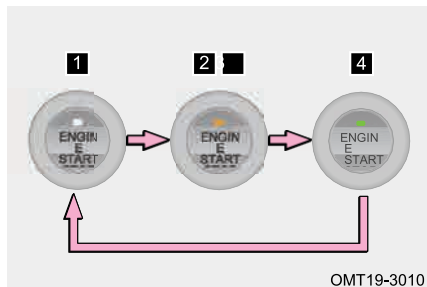 1
2
4
ENGIN
E
START
ENGIN
E
START
ENGIN
E
START
OMT19-3010